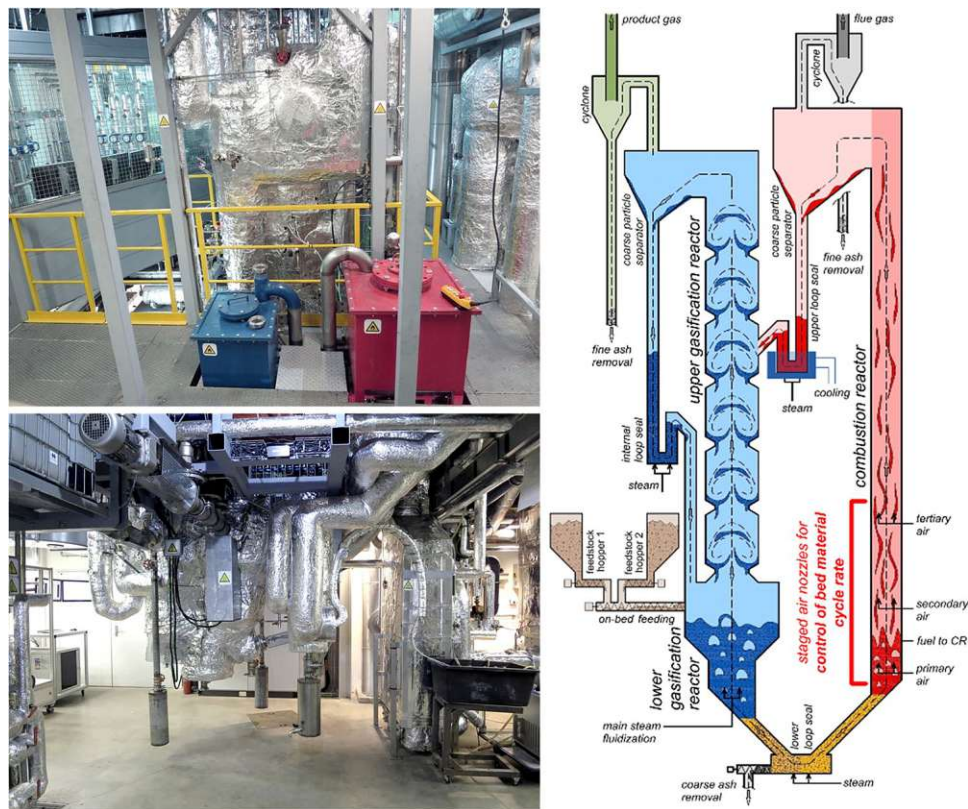 product gas
flue gas
cyclone
cyclone
coarse particle
separator
upper gasification reactor
coarse particle
separator
fine ash
removal
upper loop seal
fine ash
removal
cooling
steam
combustion reactor
internal
loop seal
steam
feedstock
hopper 1
feedstock
hopper 2
on-bed feeding
staged air nozzles for
control of bed material
cycle rate
tertiary
air
secondary
air
fuel to CR
primary
air
lower
gasification
reactor
main steam
fluidization
lower
loop seal
coarse ash
removal
steam